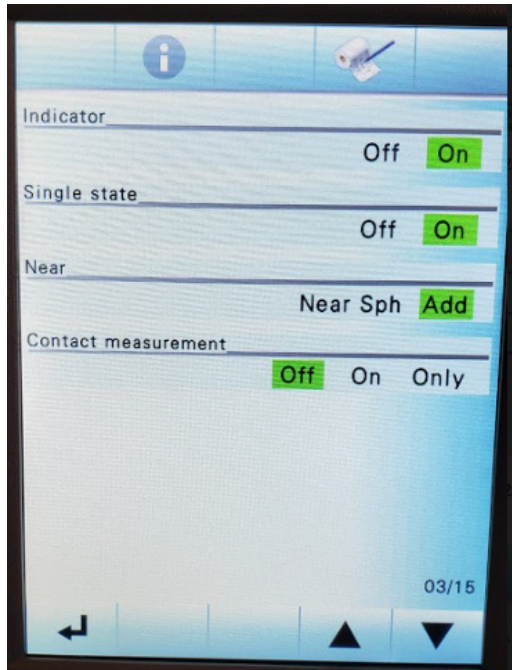 Indicator
Off On
Single state
Off On
Near
Near Sph Add
Contact measurement
Off On Only
03/15